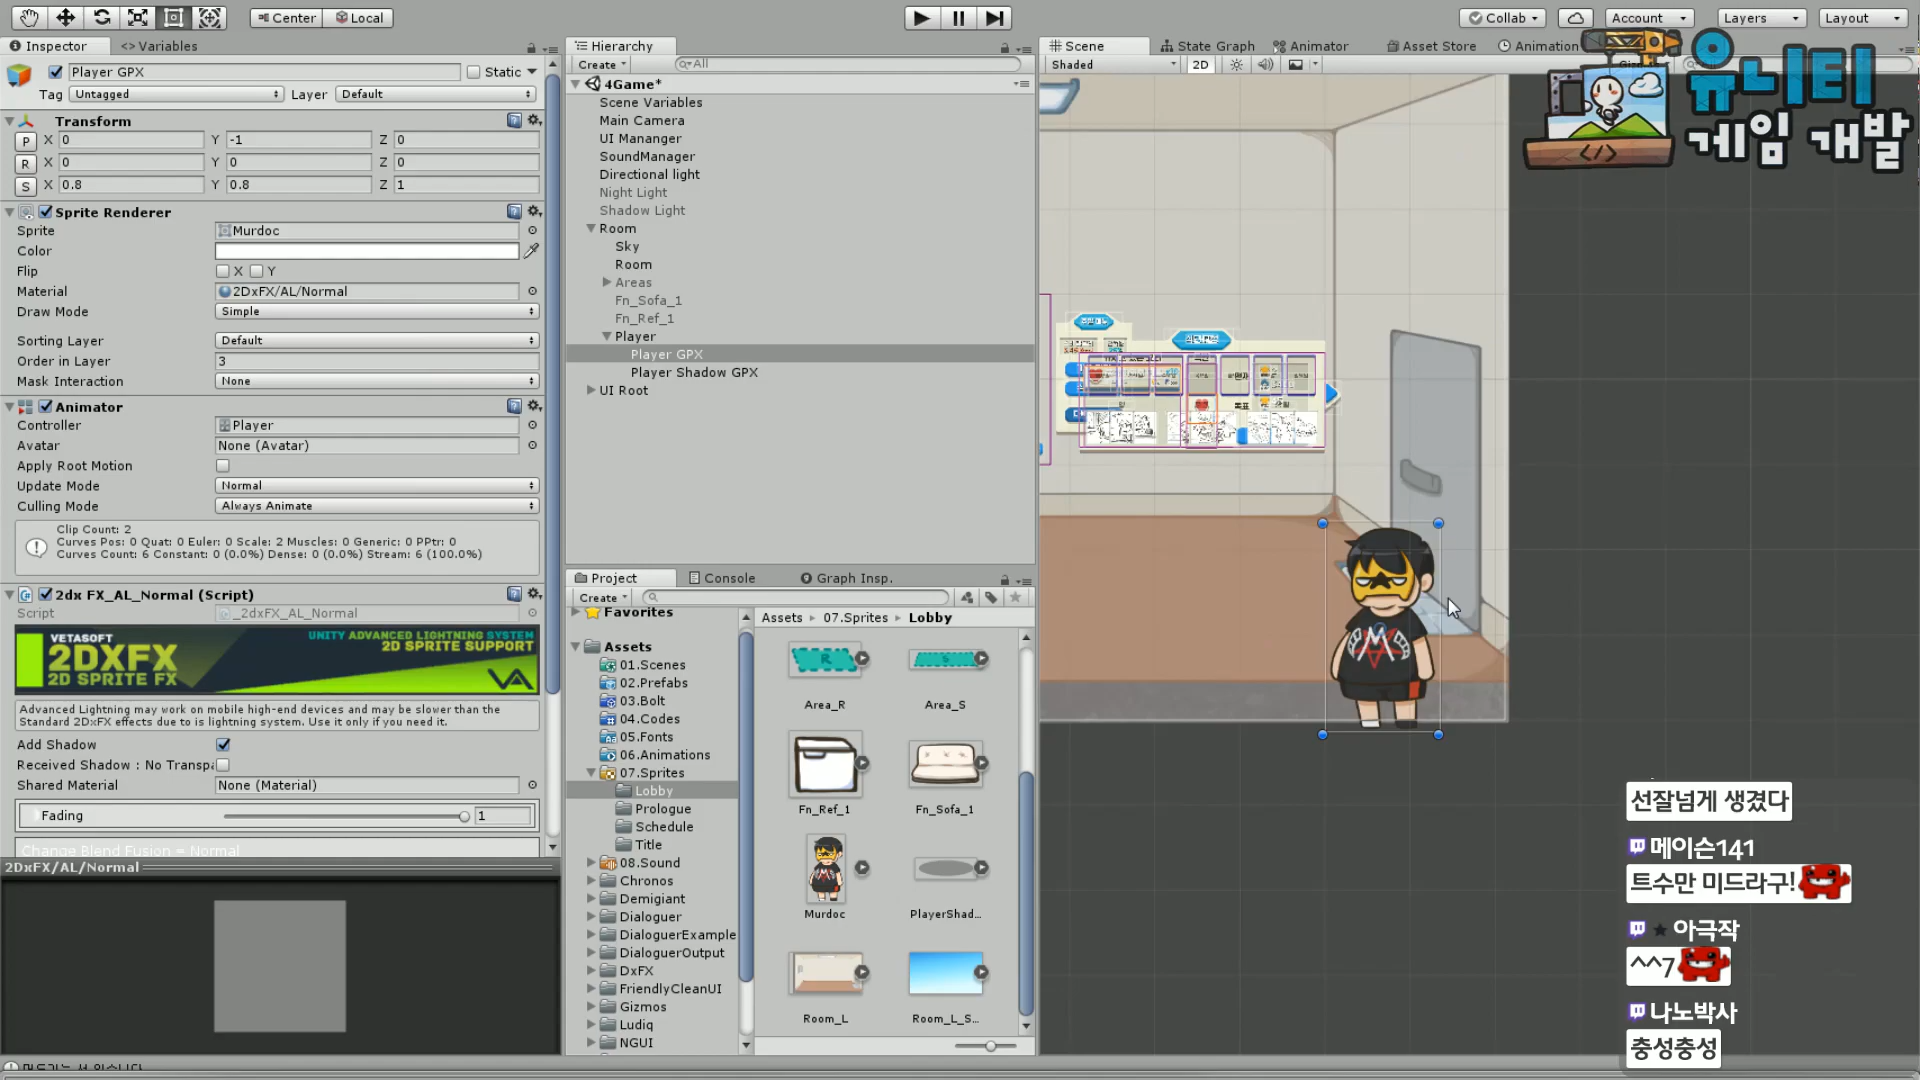 Center
Local
Collab
Account
Layers
Layout
Inspector
<> Variables
Player GPX
Static
Tag
Untagged
Layer
Default
Transform
P X 0 Y -1 Z 0
R X 0 Y 0 Z 0
S X 0.8 Y 0.8 Z 1
Sprite Renderer
Sprite
Murdoc
Color
Flip
X
Y
Material
2DxFX/AL/Normal
Draw Mode
Simple
Sorting Layer
Default
Order in Layer
3
Mask Interaction
None
Animator
Controller
Player
Avatar
None (Avatar)
Apply Root Motion
Update Mode
Normal
Culling Mode
Always Animate
Clip Count: 2
Curves Pos: 0 Quat: 0 Euler: 0 Scale: 2 Muscles: 0 Generic: 0 PPtr: 0
Curves Count: 6 Constant: 0 (0.0%) Dense: 0 (0.0%) Stream: 6 (100.0%)
2dx FX_AL_Normal (Script)
Script
_2dxFX_AL_Normal
VETASOFT
2DXFX
2D SPRITE FX
UNITY ADVANCED LIGHTNING SYSTEM
2D SPRITE SUPPORT
Advanced Lightning may work on mobile high-end devices and may be slower than the
Standard 2DxFX effects due to is lightning system. Use it only if you need it.
Add Shadow
Received Shadow : No Transpa
Shared Material
None (Material)
Fading
1
Change Blend Fusion = Normal
2DxFX/AL/Normal
Hierarchy
Create
All
4Game*
Scene Variables
Main Camera
UI Mananger
SoundManager
Directional light
Night Light
Shadow Light
Room
Sky
Room
Areas
Fn_Sofa_1
Fn_Ref_1
Player
Player GPX
Player Shadow GPX
UI Root
Project
Console
Graph Insp.
Create
Favorites
Assets
01.Scenes
02.Prefabs
03.Bolt
04.Codes
05.Fonts
06.Animations
07.Sprites
Lobby
Prologue
Schedule
Title
08.Sound
Chronos
Demigiant
Dialoguer
DialoguerExample
DialoguerOutput
DxFX
FriendlyCleanUI
Gizmos
Ludiq
NGUI
Assets
07.Sprites
Lobby
Area_R
Area_S
Fn_Ref_1
Fn_Sofa_1
Murdoc
PlayerShad...
Room_L
Room_L_S...
Scene
State Graph
Animator
Asset Store
Animation
Shaded
2D
유니티
게임 개발
</>
선잘넘게 생겼다
메이슨141
트수만 미드라구!
아극작
^^7
나노박사
충성충성